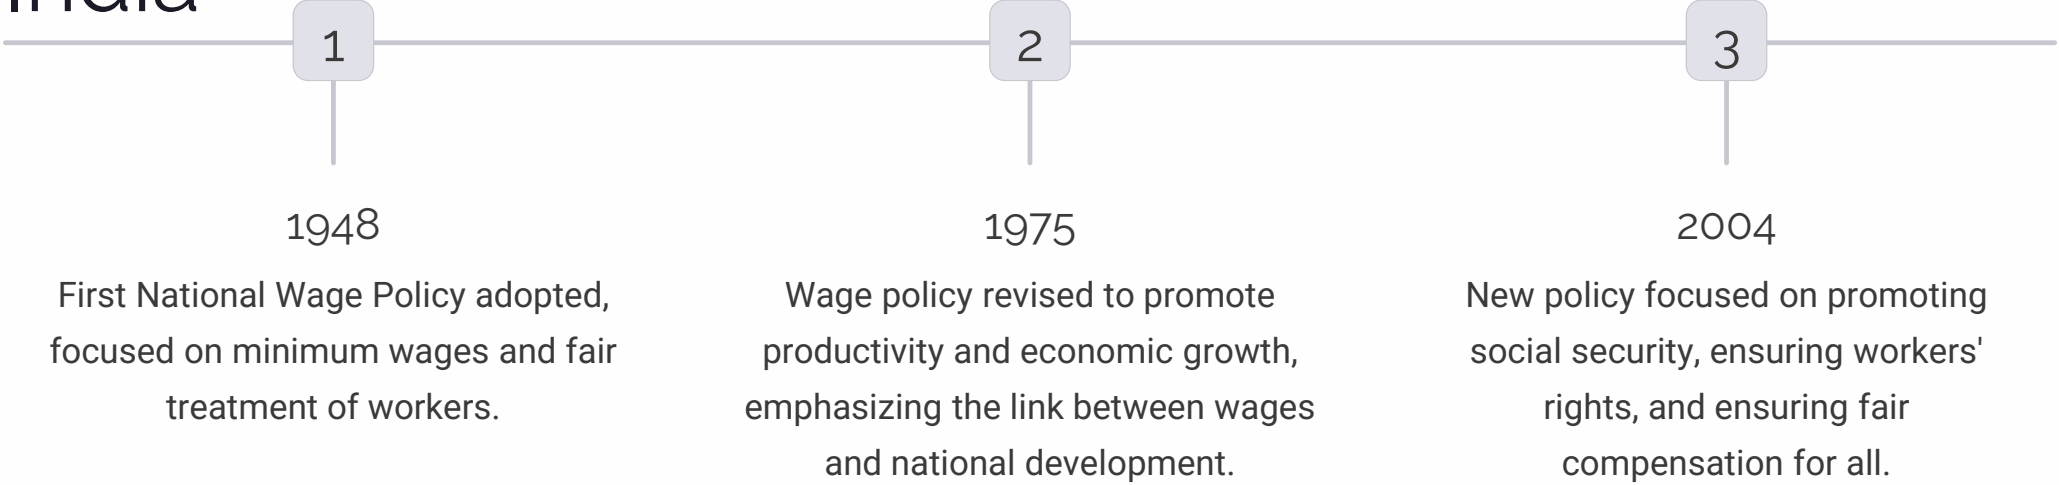 India
1
2
3
1948
First National Wage Policy adopted,
focused on minimum wages and fair
treatment of workers.
1975
Wage policy revised to promote
productivity and economic growth,
emphasizing the link between wages
and national development.
2004
New policy focused on promoting
social security, ensuring workers'
rights, and ensuring fair
compensation for all.